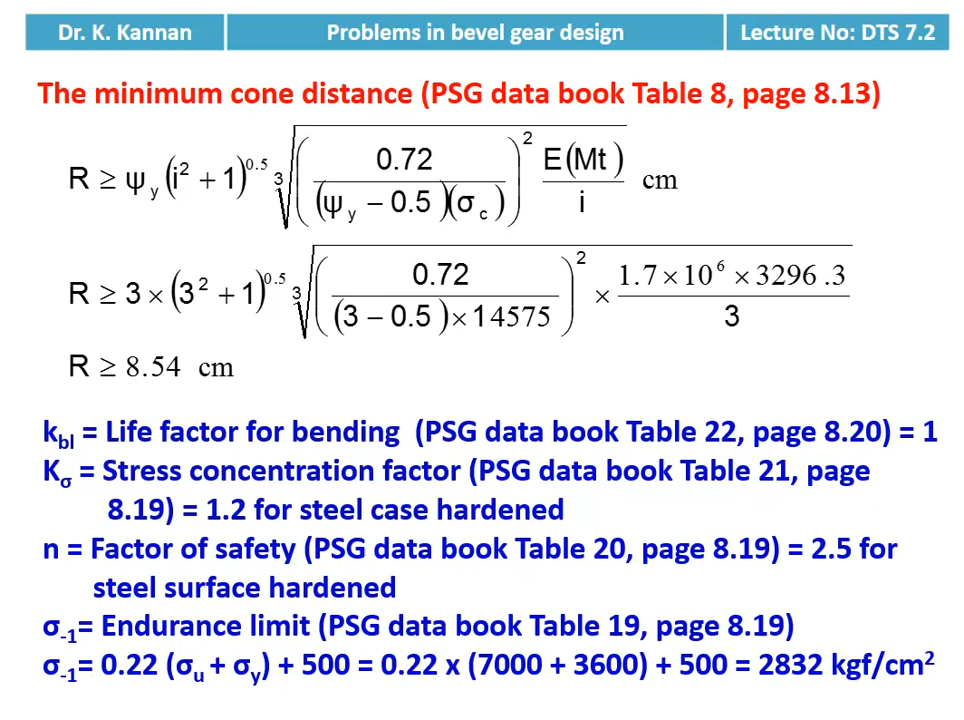 Dr. K. Kannan Problems in bevel gear design Lecture No: DTS 7.2
The minimum cone distance (PSG data book Table 8, page 8.13)
R ≥ ψy (i² + 1)^0.5 ∛( (0.72 / ((ψy − 0.5)(σc)))² E(Mt) / i ) cm
R ≥ 3 × (3² + 1)^0.5 ∛( (0.72 / ((3 − 0.5) × 14575))² × 1.7 × 10⁶ × 3296.3 / 3 )
R ≥ 8.54 cm
kbl = Life factor for bending (PSG data book Table 22, page 8.20) = 1
Kσ = Stress concentration factor (PSG data book Table 21, page
8.19) = 1.2 for steel case hardened
n = Factor of safety (PSG data book Table 20, page 8.19) = 2.5 for
steel surface hardened
σ-1= Endurance limit (PSG data book Table 19, page 8.19)
σ-1= 0.22 (σu + σy) + 500 = 0.22 x (7000 + 3600) + 500 = 2832 kgf/cm²